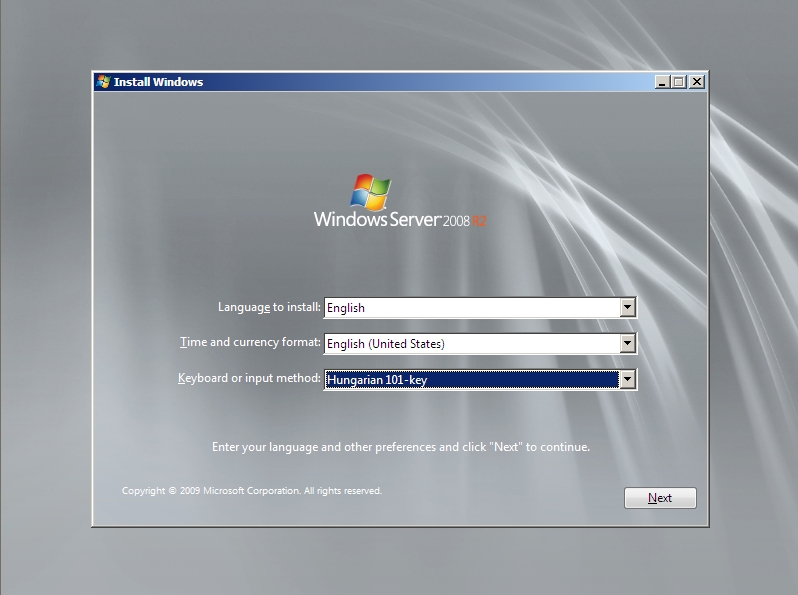 Install Windows
Windows Server 2008 R2
Language to install: English
Time and currency format: English (United States)
Keyboard or input method: Hungarian 101-key
Enter your language and other preferences and click "Next" to continue.
Copyright © 2009 Microsoft Corporation. All rights reserved.
Next